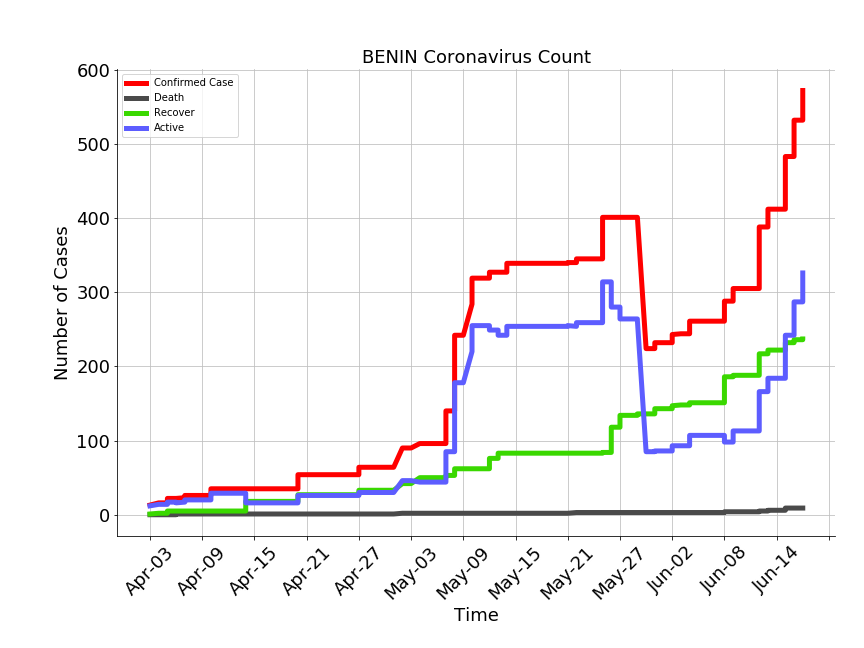 BENIN Coronavirus Count
Confirmed Case
Death
Recover
Active
Number of Cases
600
500
400
300
200
100
0
Apr-03
Apr-09
Apr-15
Apr-21
Apr-27
May-03
May-09
May-15
May-21
May-27
Jun-02
Jun-08
Jun-14
Time